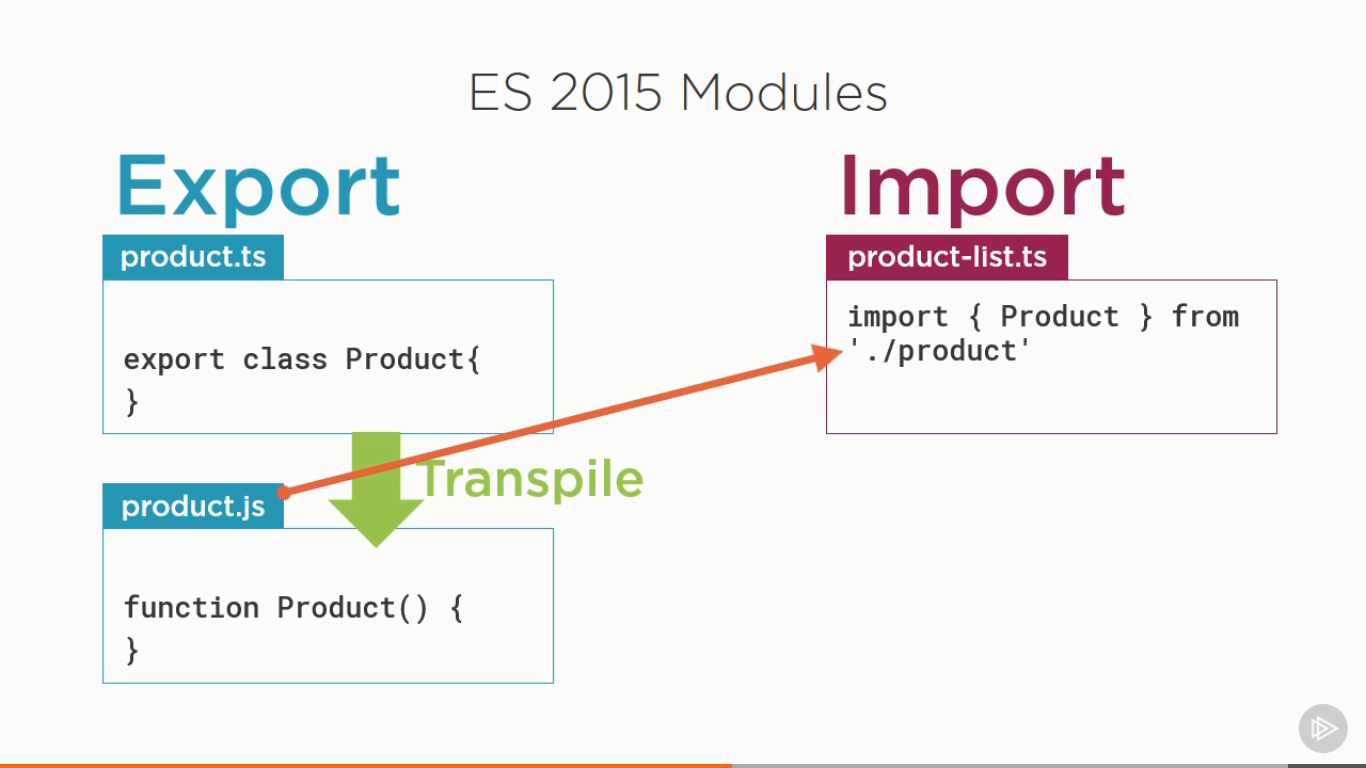 ES 2015 Modules
Export
product.ts
export class Product{
}
Transpile
product.js
function Product() {
}
Import
product-list.ts
import { Product } from
'./product'